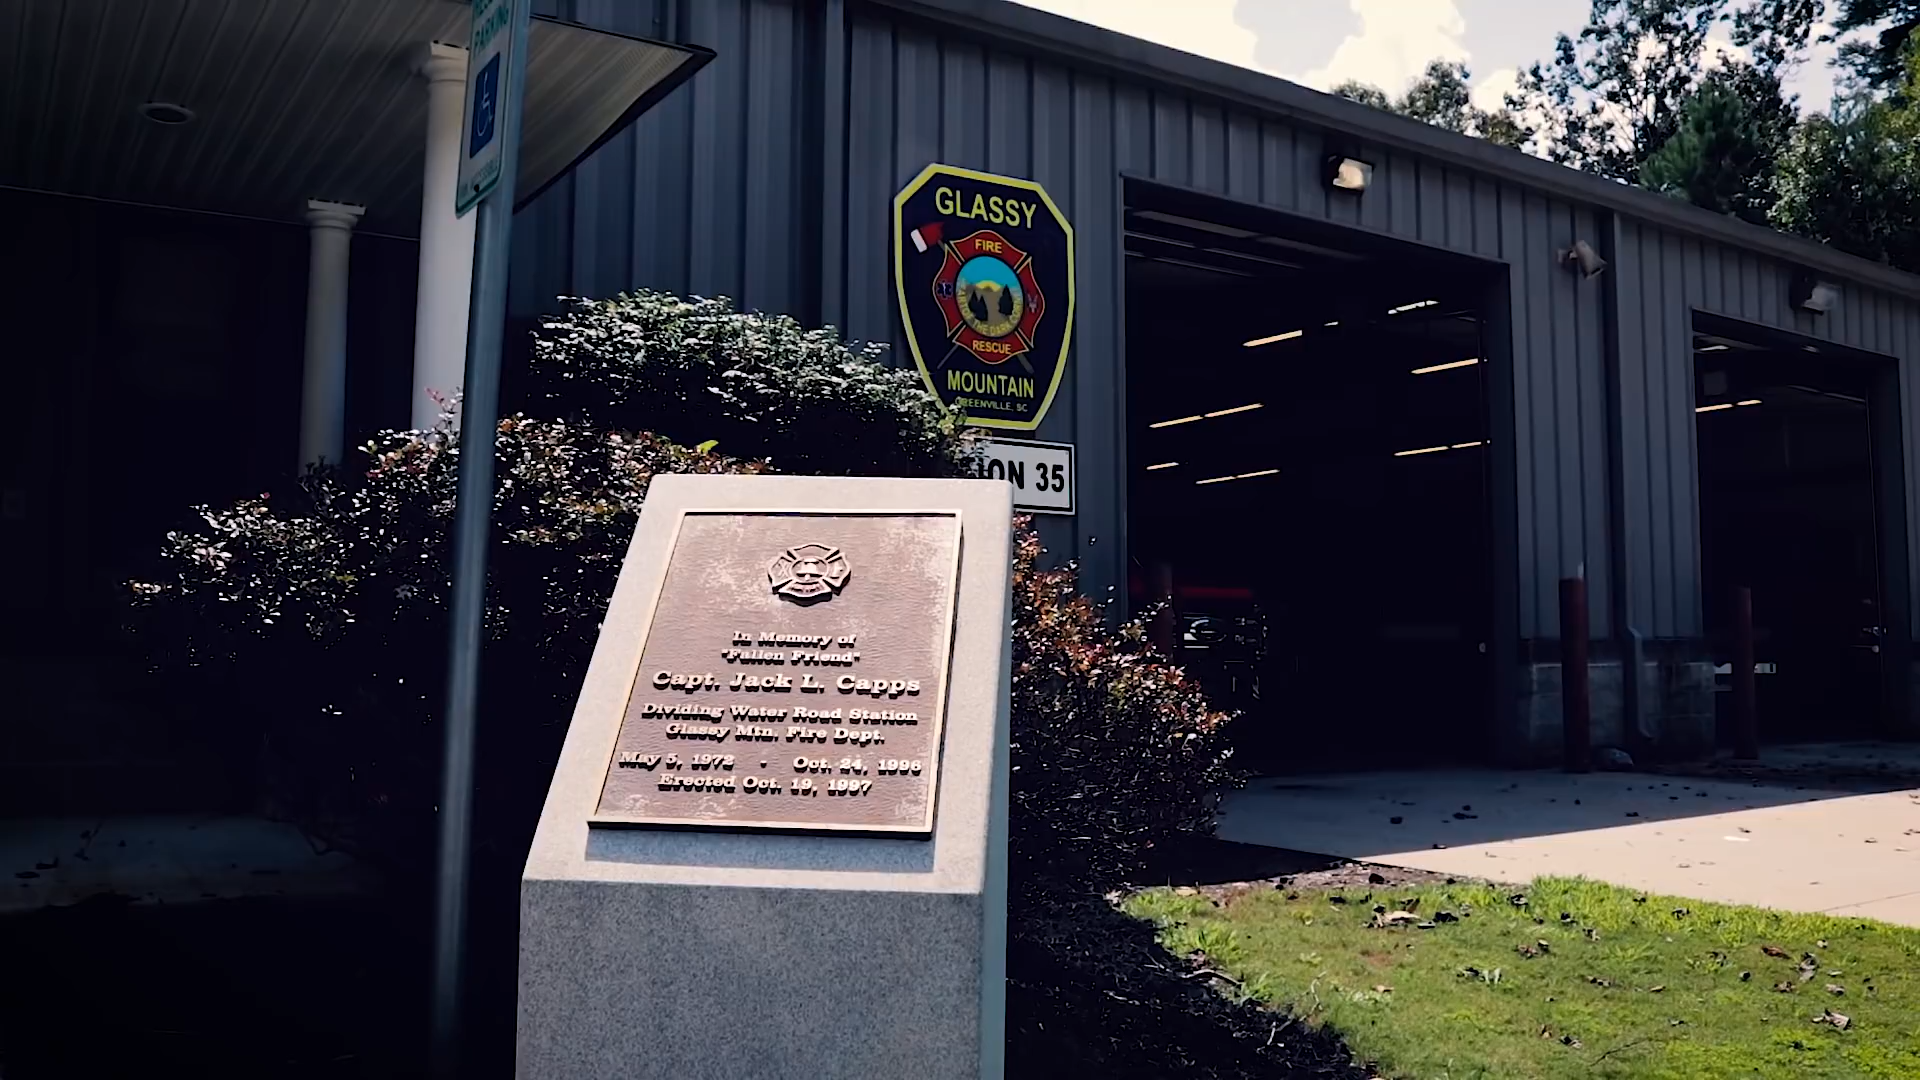 PARKING
GLASSY
FIRE
RESCUE
MOUNTAIN
GREENVILLE, SC
ION 35
In Memory of
"Fallen Friend"
Capt. Jack L. Capps
Dividing Water Road Station
Glassy Mtn. Fire Dept.
May 5, 1972 - Oct. 24, 1996
Erected Oct. 19, 1997